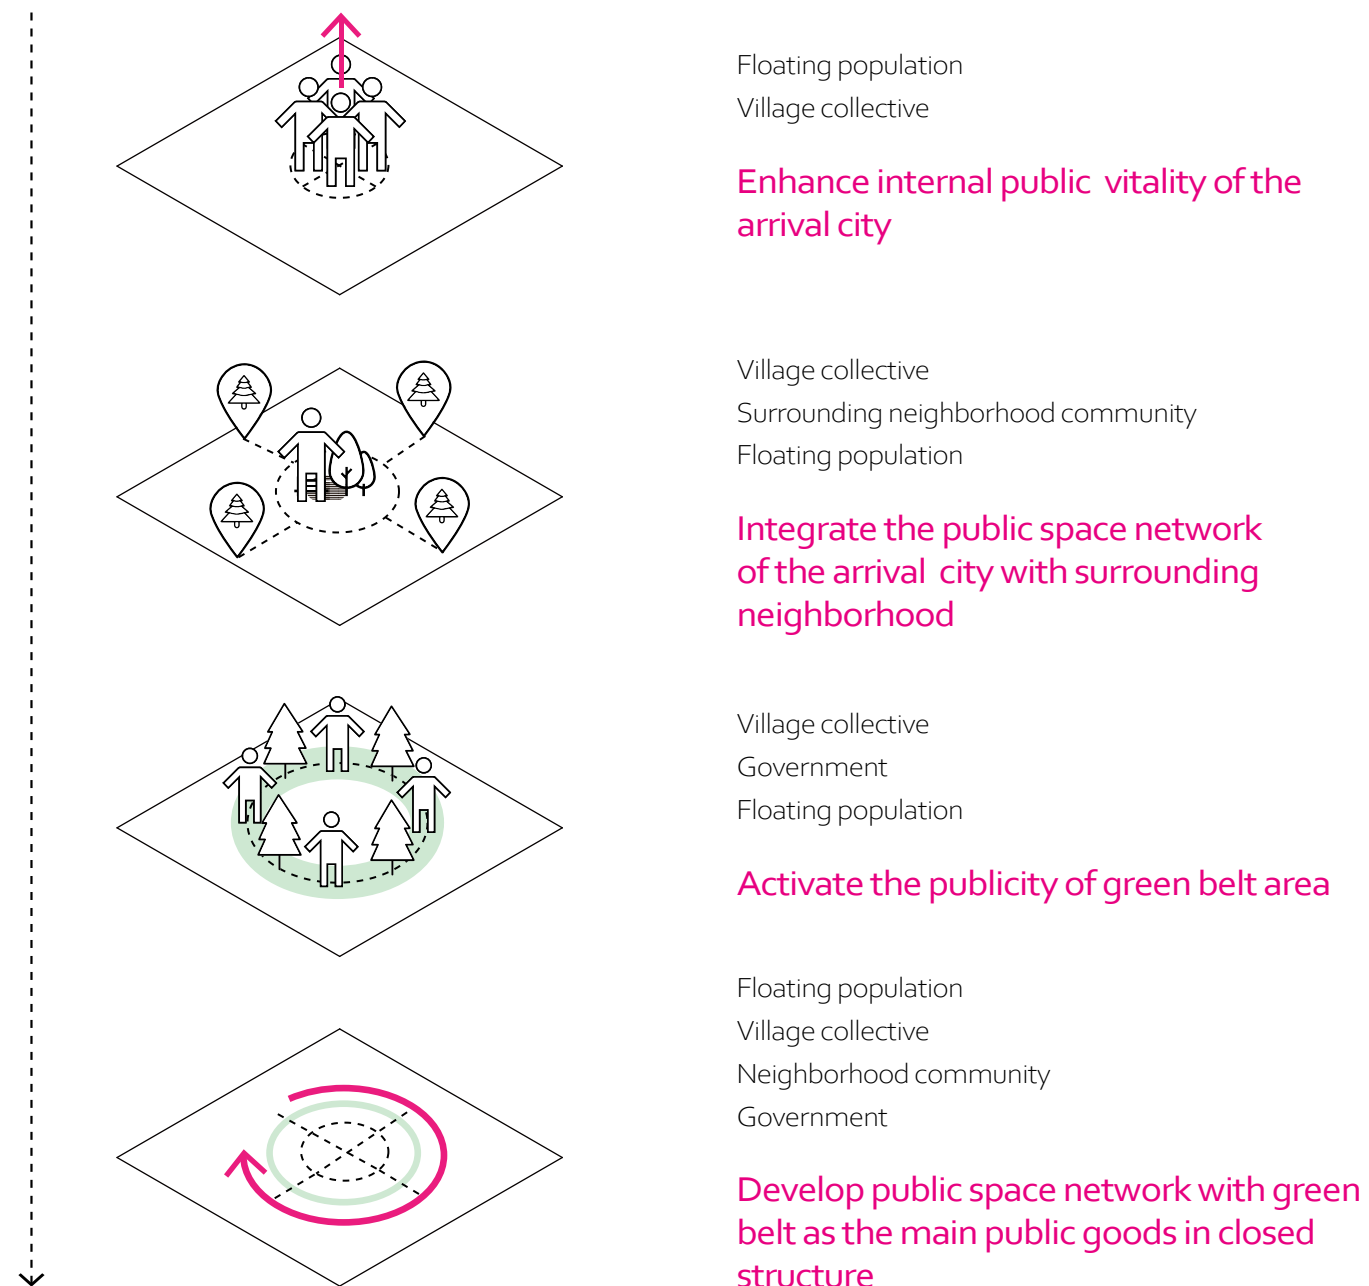 Floating population
Village collective
Enhance internal public vitality of the
arrival city
Village collective
Surrounding neighborhood community
Floating population
Integrate the public space network
of the arrival city with surrounding
neighborhood
Village collective
Government
Floating population
Activate the publicity of green belt area
Floating population
Village collective
Neighborhood community
Government
Develop public space network with green
belt as the main public goods in closed
structure